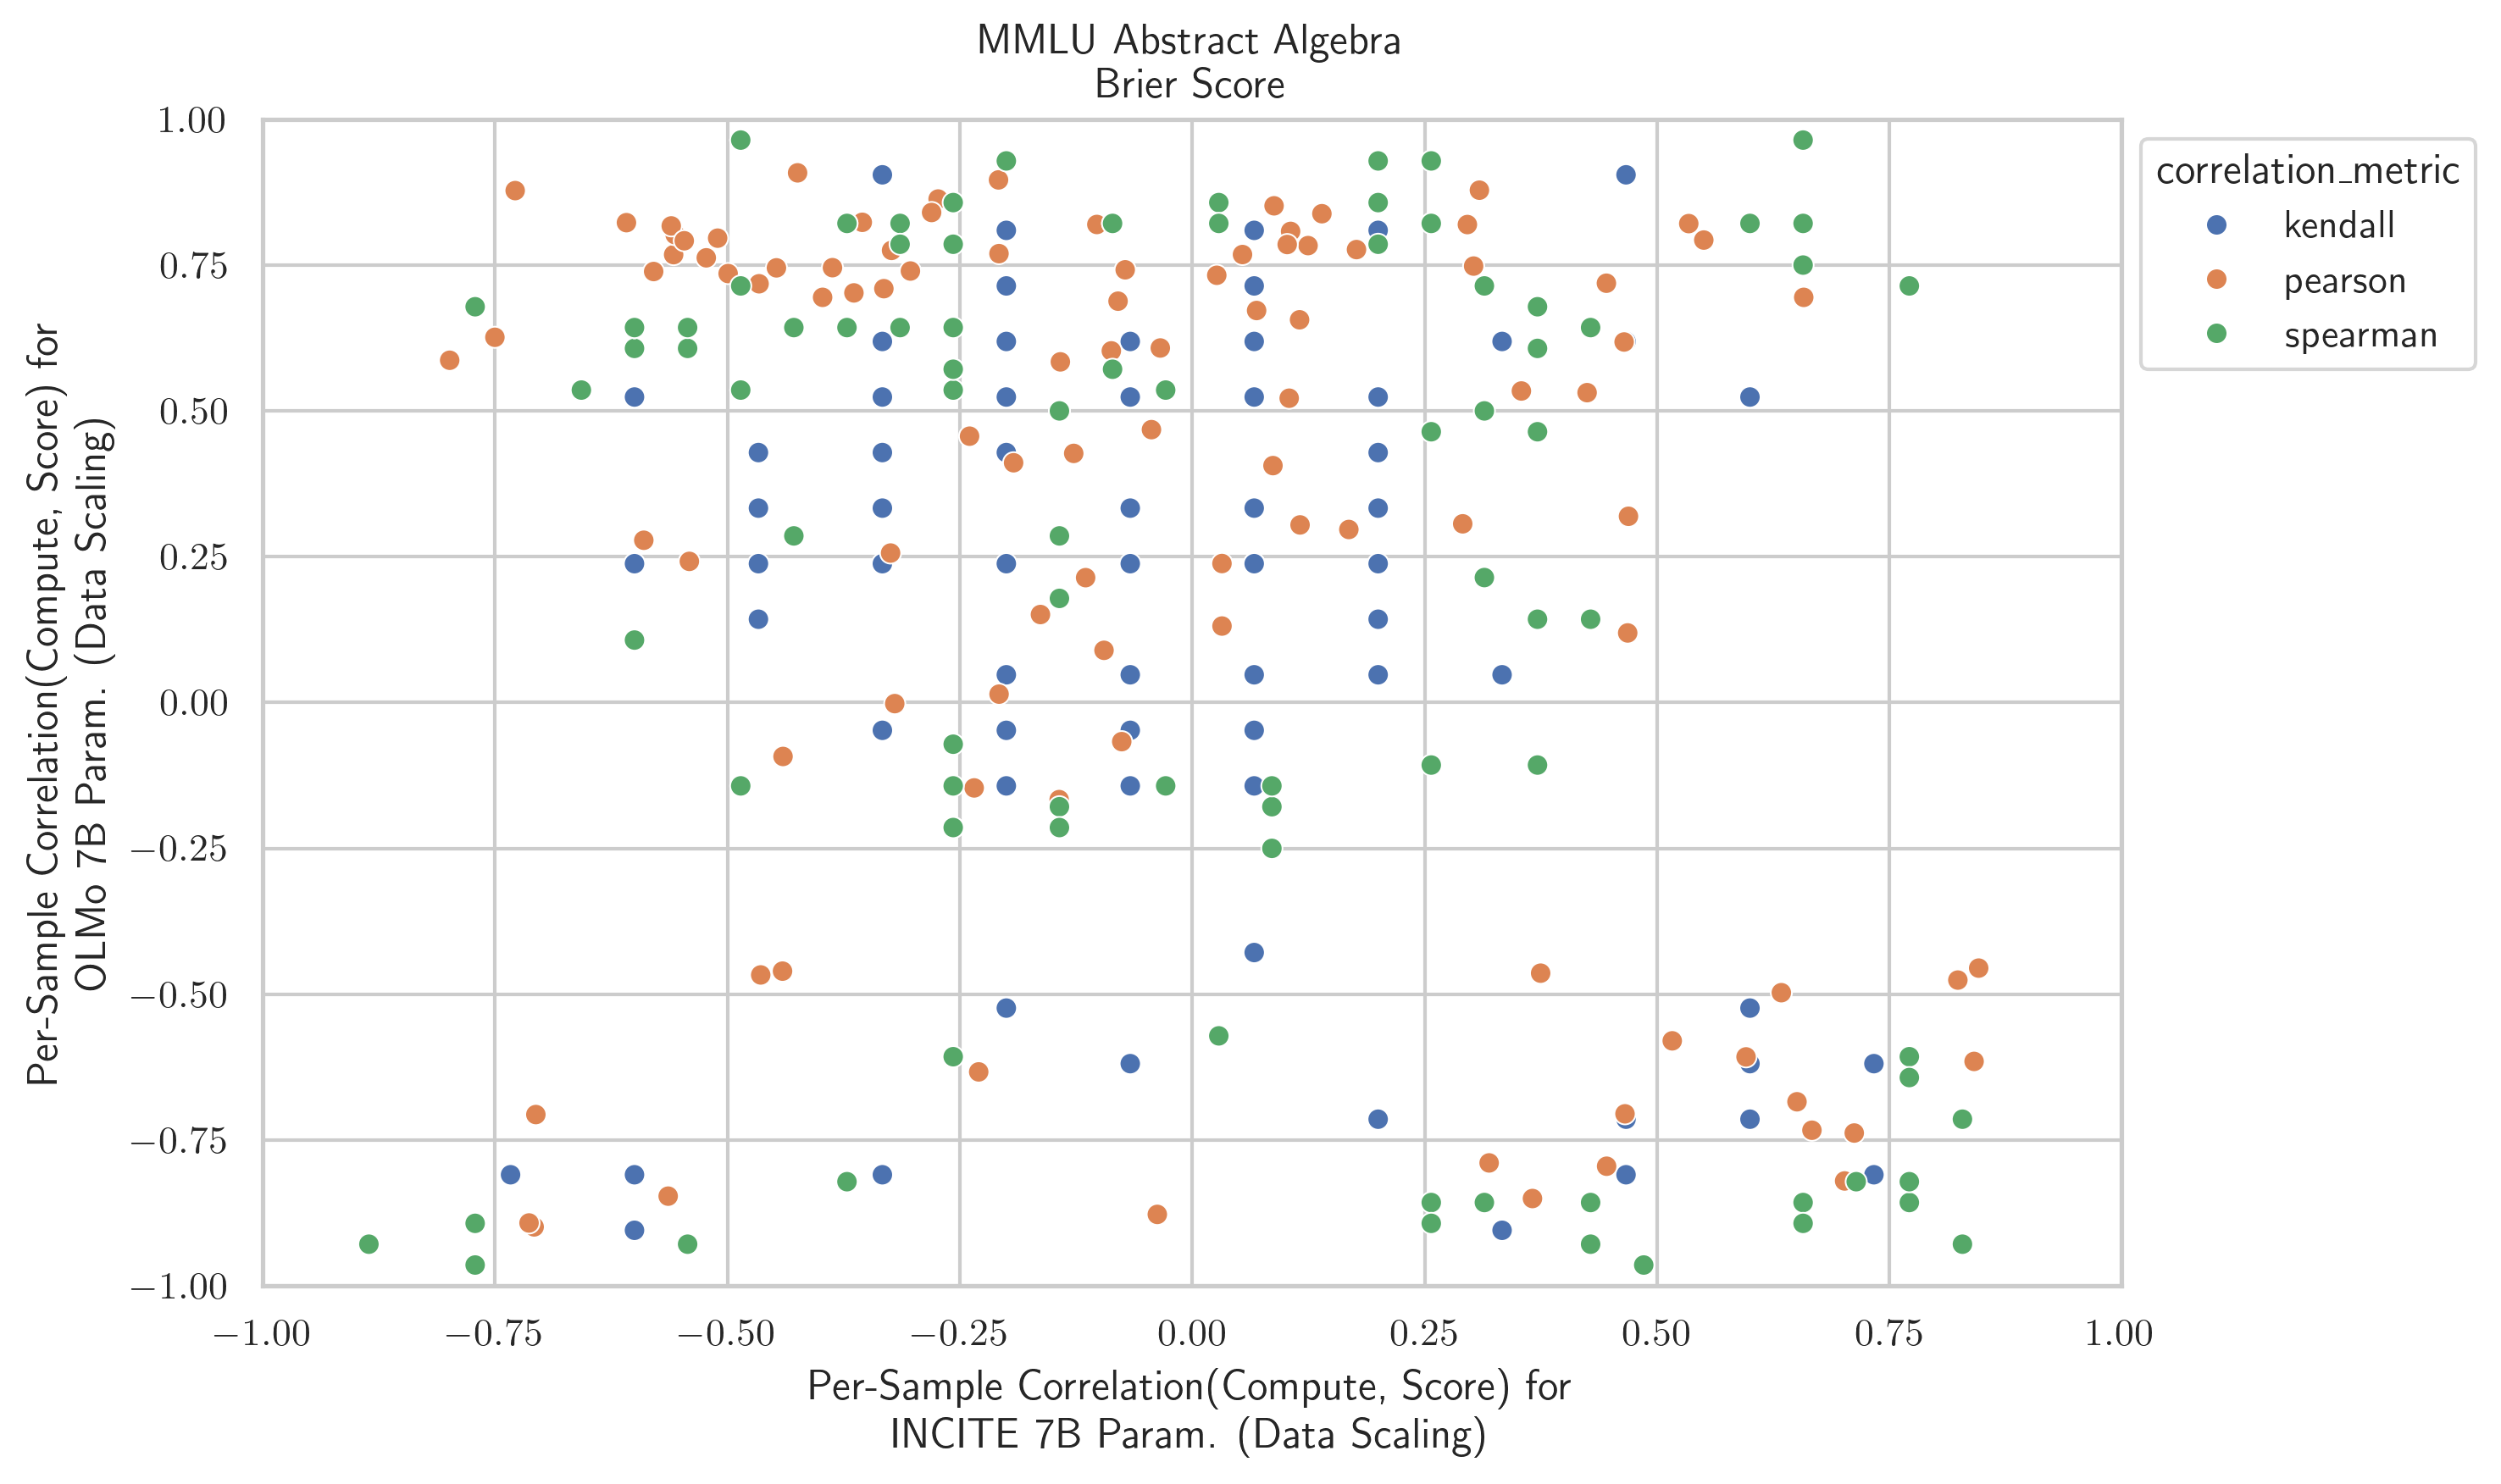 MMLU Abstract Algebra
Brier Score
1.00
0.75
0.50
0.25
0.00
−0.25
−0.50
−0.75
−1.00
Per-Sample Correlation(Compute, Score) for
OLMo 7B Param. (Data Scaling)
−1.00
−0.75
−0.50
−0.25
0.00
0.25
0.50
0.75
1.00
Per-Sample Correlation(Compute, Score) for
INCITE 7B Param. (Data Scaling)
correlation_metric
kendall
pearson
spearman